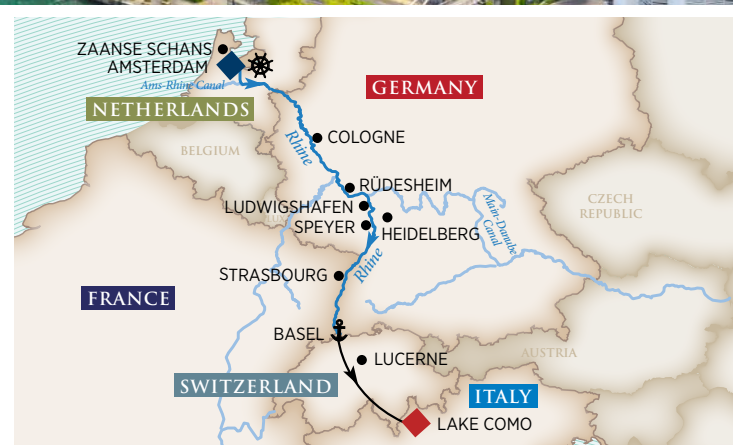 ZAANSE SCHANS
AMSTERDAM
Ams-Rhine Canal
NETHERLANDS
GERMANY
BELGIUM
Rhine
COLOGNE
RÜDESHEIM
LUDWIGSHAFEN
SPEYER
HEIDELBERG
Main-Danube
Canal
CZECH
REPUBLIC
STRASBOURG
Rhine
FRANCE
BASEL
LUCERNE
AUSTRIA
SWITZERLAND
ITALY
LAKE COMO